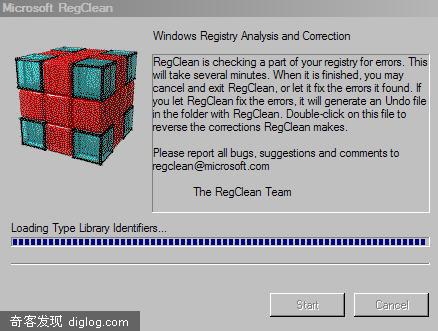 Microsoft RegClean
Windows Registry Analysis and Correction
RegClean is checking a part of your registry for errors. This
will take several minutes. When it is finished, you may
cancel and exit RegClean, or let it fix the errors it found. If
you let RegClean fix the errors, it will generate an Undo file
in the folder with RegClean. Double-click on this file to
reverse the corrections RegClean makes.
Please report all bugs, suggestions and comments to
regclean@microsoft.com
The RegClean Team
Loading Type Library Identifiers...
Start
Cancel
奇客发现 diglog.com